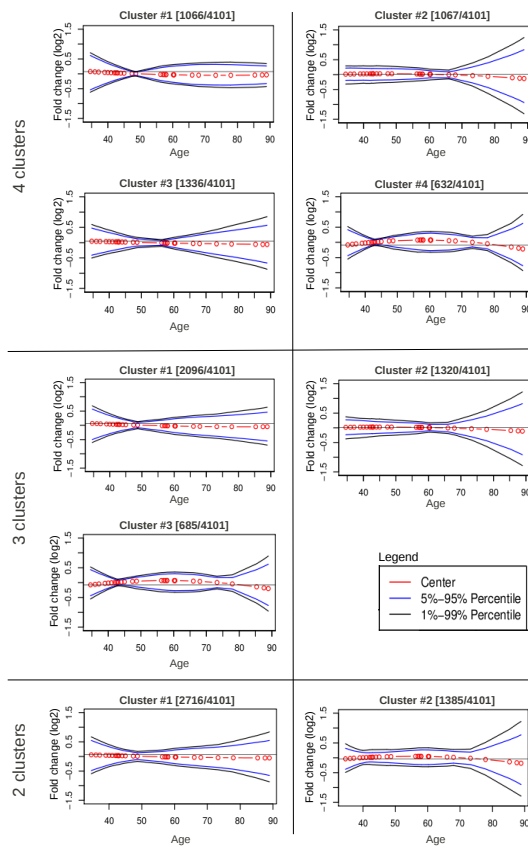 4 clusters
Cluster #1 [1066/4101]
Fold change (log2)
1.5
0.5
−0.5
−1.5
40 50 60 70 80 90
Age
Cluster #2 [1067/4101]
Fold change (log2)
1.5
0.5
−0.5
−1.5
40 50 60 70 80 90
Age
Cluster #3 [1336/4101]
Fold change (log2)
1.5
0.5
−0.5
−1.5
40 50 60 70 80 90
Age
Cluster #4 [632/4101]
Fold change (log2)
1.5
0.5
−0.5
−1.5
40 50 60 70 80 90
Age
3 clusters
Cluster #1 [2096/4101]
Fold change (log2)
1.5
0.5
−0.5
−1.5
40 50 60 70 80 90
Age
Cluster #2 [1320/4101]
Fold change (log2)
1.5
0.5
−0.5
−1.5
40 50 60 70 80 90
Age
Cluster #3 [685/4101]
Fold change (log2)
1.5
0.5
−0.5
−1.5
40 50 60 70 80 90
Age
Legend
Center
5%−95% Percentile
1%−99% Percentile
2 clusters
Cluster #1 [2716/4101]
Fold change (log2)
1.5
0.5
−0.5
−1.5
40 50 60 70 80 90
Age
Cluster #2 [1385/4101]
Fold change (log2)
1.5
0.5
−0.5
−1.5
40 50 60 70 80 90
Age